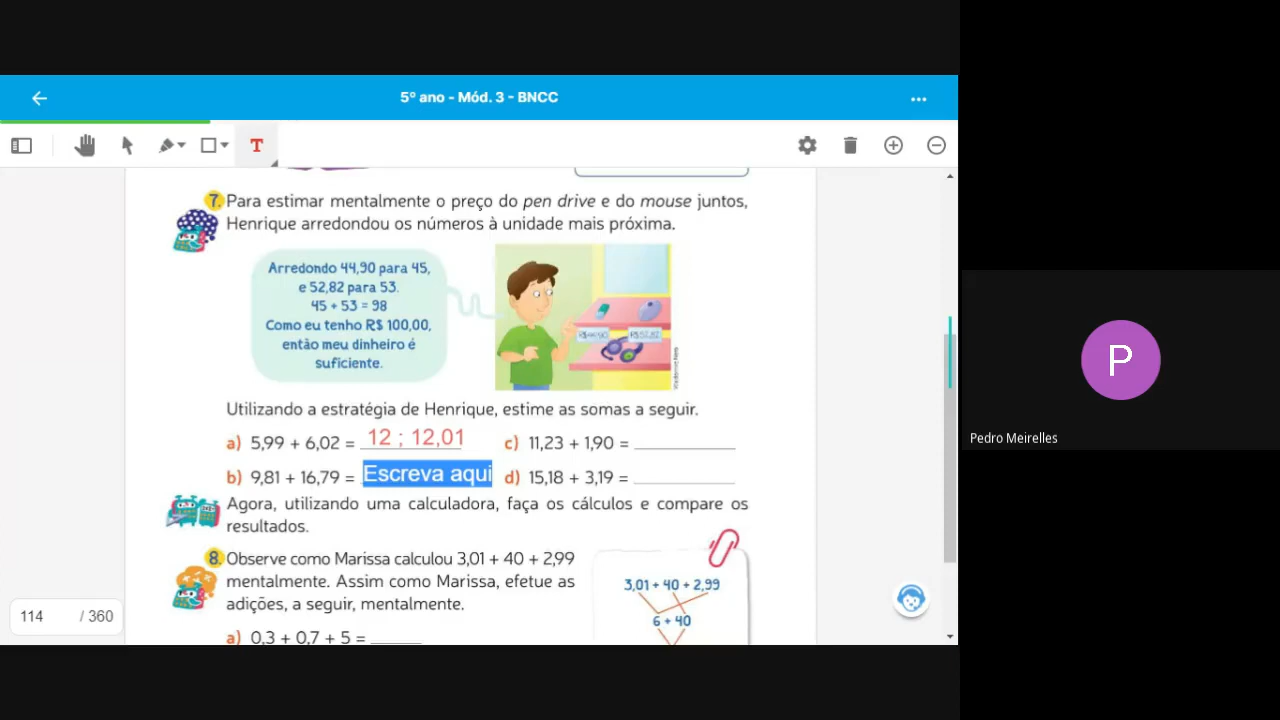 5º ano - Mód. 3 - BNCC
T
7. Para estimar mentalmente o preço do pen drive e do mouse juntos,
Henrique arredondou os números à unidade mais próxima.
Arredondo 44,90 para 45,
e 52,82 para 53.
45 + 53 = 98
Como eu tenho R$ 100,00,
então meu dinheiro é
suficiente.
R$ 44,90
R$ 52,82
Utilizando a estratégia de Henrique, estime as somas a seguir.
a) 5,99 + 6,02 = 12 ; 12,01
c) 11,23 + 1,90 =
b) 9,81 + 16,79 = Escreva aqui
d) 15,18 + 3,19 =
Agora, utilizando uma calculadora, faça os cálculos e compare os
resultados.
8. Observe como Marissa calculou 3,01 + 40 + 2,99
mentalmente. Assim como Marissa, efetue as
adições, a seguir, mentalmente.
3,01 + 40 + 2,99
6 + 40
a) 0,3 + 0,7 + 5 =
114 / 360
P
Pedro Meirelles